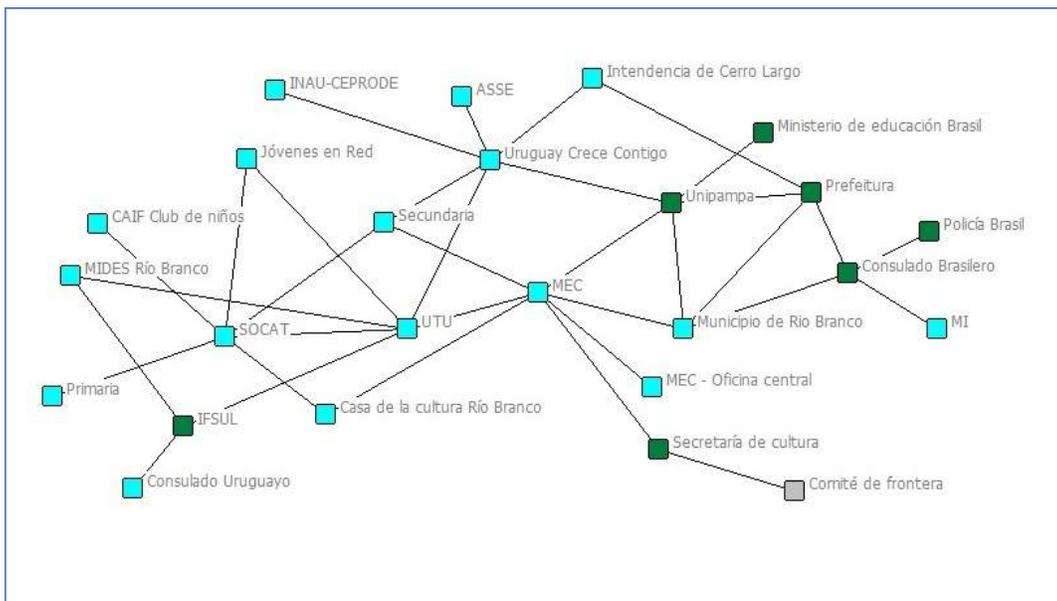 Intendencia de Cerro Largo
INAU-CEPRODE
ASSE
Ministerio de educación Brasil
Jóvenes en Red
Uruguay Crece Contigo
Prefeitura
Unipampa
CAIF Club de niños
Secundaria
Policía Brasil
MIDES Río Branco
Consulado Brasilero
MEC
SOCAT
UTU
Municipio de Rio Branco
MI
MEC - Oficina central
Primaria
Casa de la cultura Río Branco
IFSUL
Secretaría de cultura
Consulado Uruguayo
Comité de frontera